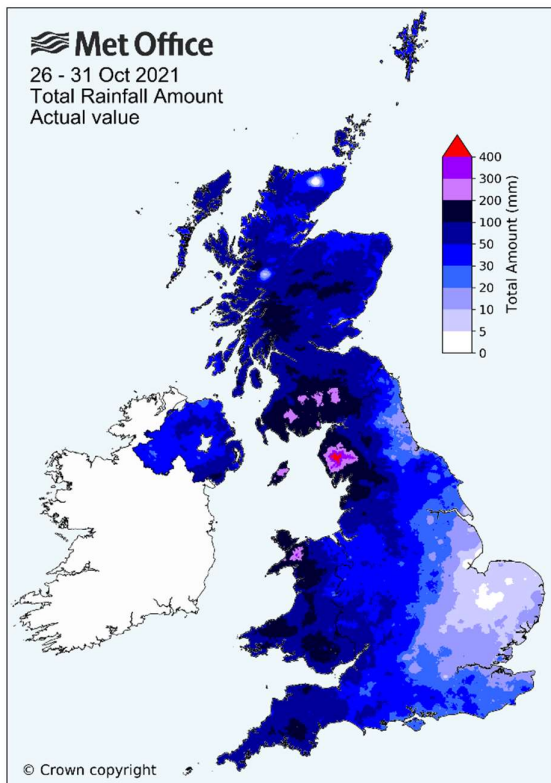 Met Office
26 - 31 Oct 2021
Total Rainfall Amount
Actual value
400
300
200
100
50
30
20
10
5
0
Total Amount (mm)
© Crown copyright